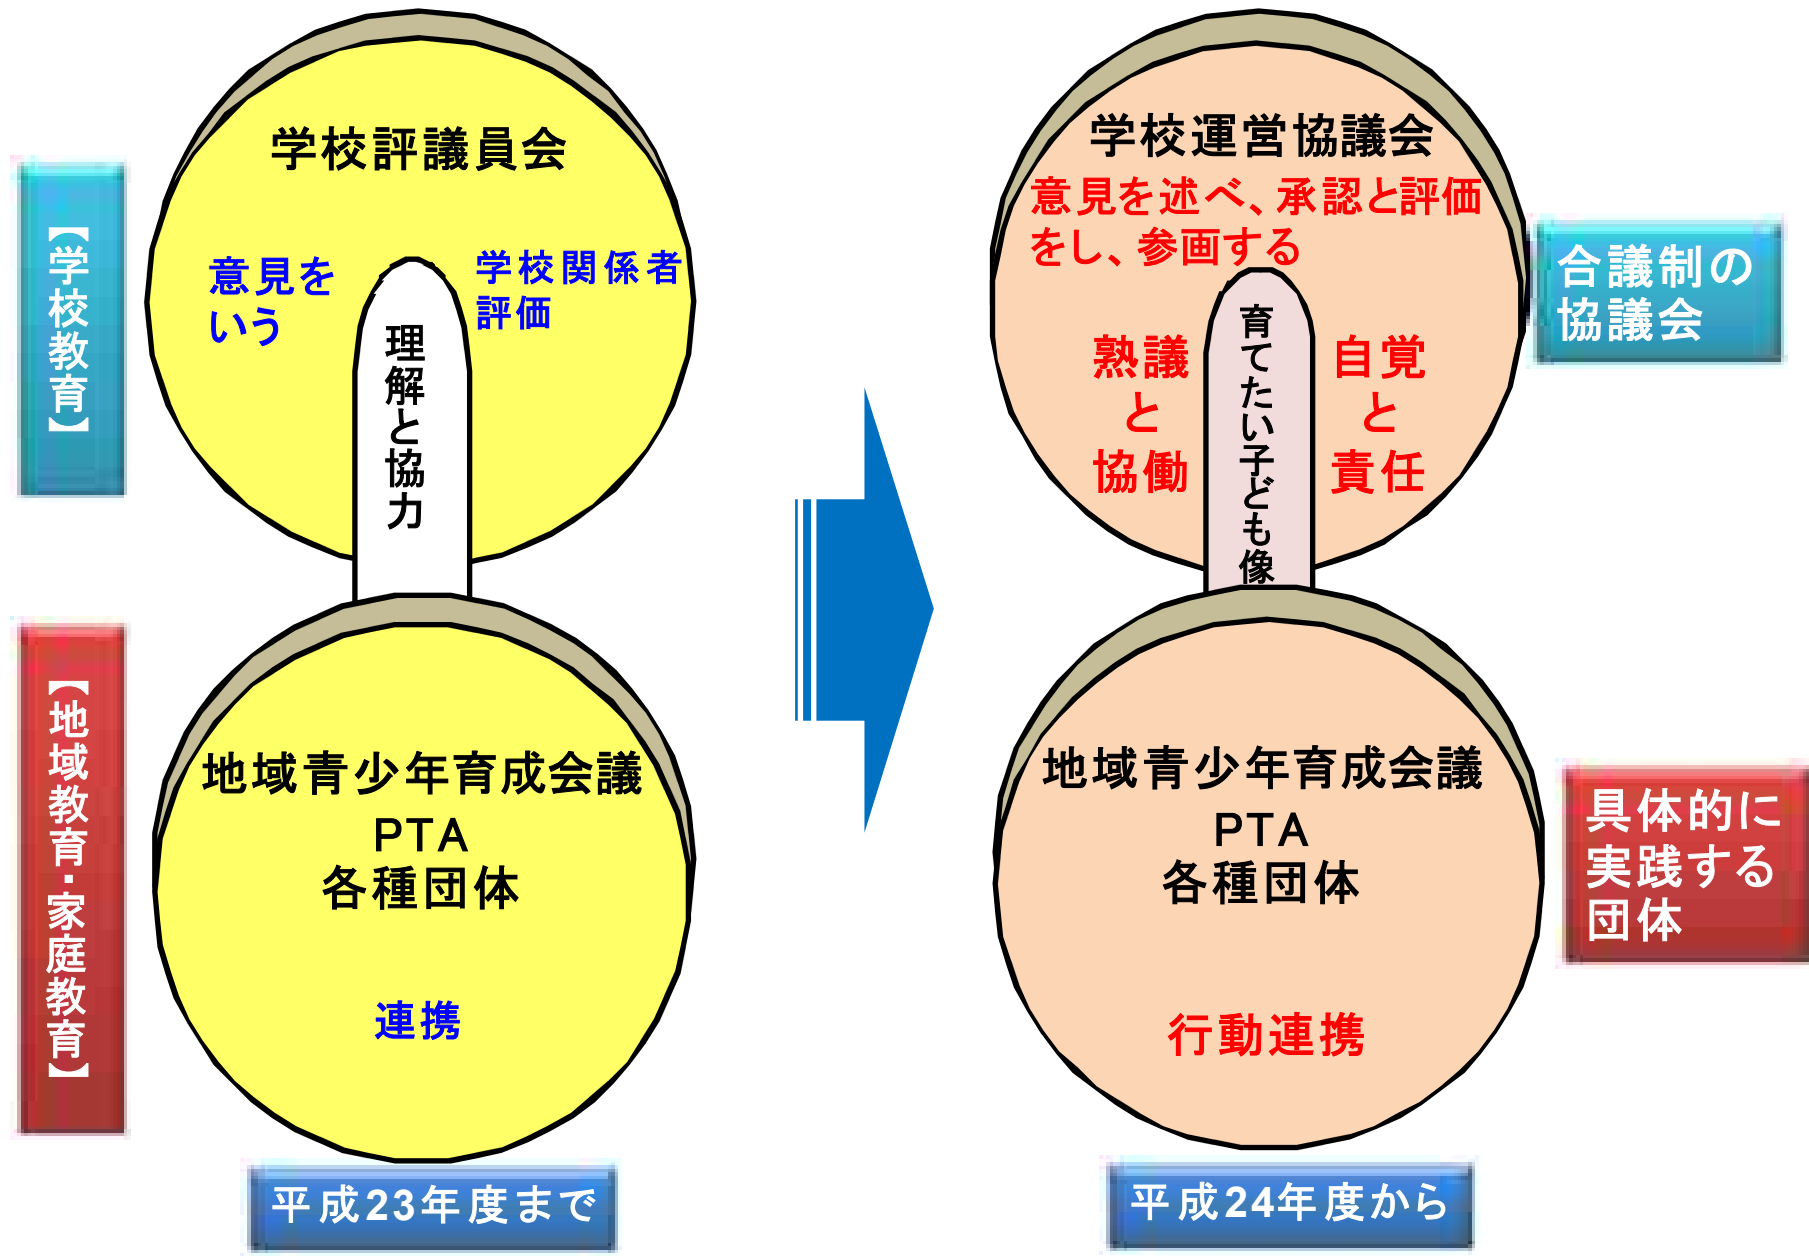 【学校教育】
学校評議員会
意見を
いう
学校関係者
評価
理解と協力
【地域教育・家庭教育】
地域青少年育成会議
PTA
各種団体
連携
平成23年度まで
学校運営協議会
意見を述べ、承認と評価
をし、参画する
熟議
と
協働
育てたい子ども像
自覚
と
責任
合議制の
協議会
地域青少年育成会議
PTA
各種団体
行動連携
具体的に
実践する
団体
平成24年度から